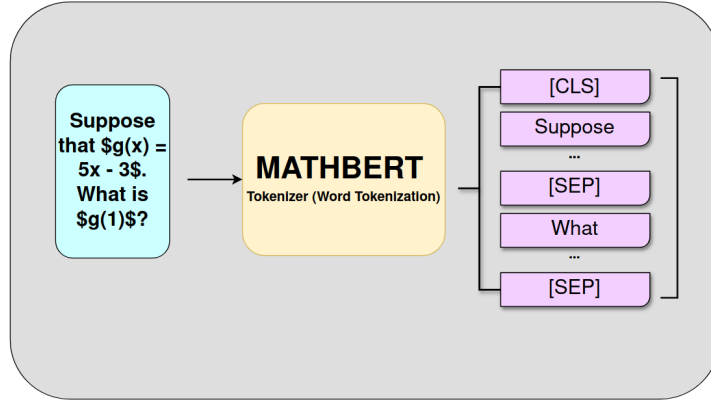 Suppose
that $g(x) =
5x - 3$.
What is
$g(1)$?
MATHBERT
Tokenizer (Word Tokenization)
[CLS]
Suppose
...
[SEP]
What
...
[SEP]